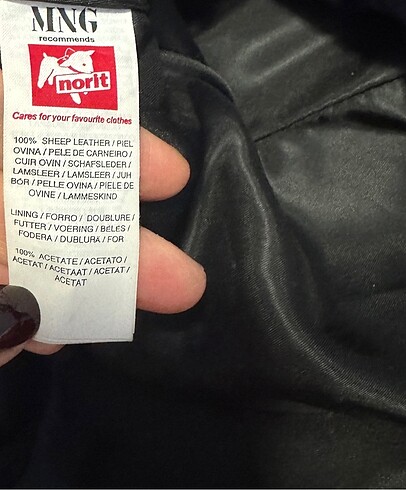 MNG
recommends
norit
Cares for your favourite clothes
100% SHEEP LEATHER / PIEL
OVINA / PELE DE CARNEIRO /
CUIR OVIN / SCHAFSLEDER /
LAMSLEER / LAMSLEER / JUH
BOR / PELLE OVINA / PIELE DE
OVINE / LAMMESKIND
LINING / FORRO / DOUBLURE /
FUTTER / VOERING / BÉLÉS /
FODERA / DUBLURA / FOR
100% ACETATE / ACETATO /
ACETAT / ACETAAT / ACETAT /
ACETAT